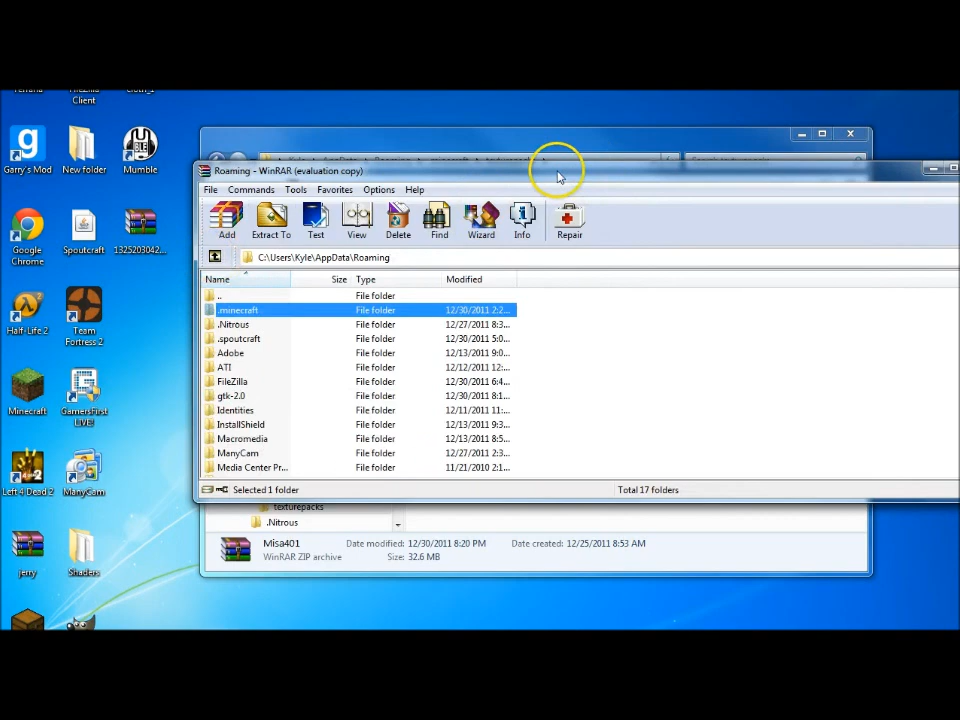 FileZilla
Client
Garry's Mod
New folder
Mumble
Google
Chrome
Spoutcraft
1325203042...
Half-Life 2
Team
Fortress 2
Minecraft
GamersFirst
LIVE!
Left 4 Dead 2
ManyCam
jerry
Shaders
Roaming - WinRAR (evaluation copy)
File Commands Tools Favorites Options Help
Add Extract To Test View Delete Find Wizard Info Repair
C:\Users\Kyle\AppData\Roaming
Name Size Type Modified
.. File folder
.minecraft File folder 12/30/2011 2:2...
.Nitrous File folder 12/27/2011 8:3...
.spoutcraft File folder 12/30/2011 5:0...
Adobe File folder 12/13/2011 9:0...
ATI File folder 12/12/2011 12:...
FileZilla File folder 12/30/2011 6:4...
gtk-2.0 File folder 12/30/2011 8:1...
Identities File folder 12/11/2011 11:...
InstallShield File folder 12/13/2011 9:3...
Macromedia File folder 12/13/2011 8:5...
ManyCam File folder 12/27/2011 2:3...
Media Center Pr... File folder 11/21/2010 2:1...
Selected 1 folder Total 17 folders
texturepacks
.Nitrous
Misa401 Date modified: 12/30/2011 8:20 PM Date created: 12/25/2011 8:53 AM
WinRAR ZIP archive Size: 32.6 MB